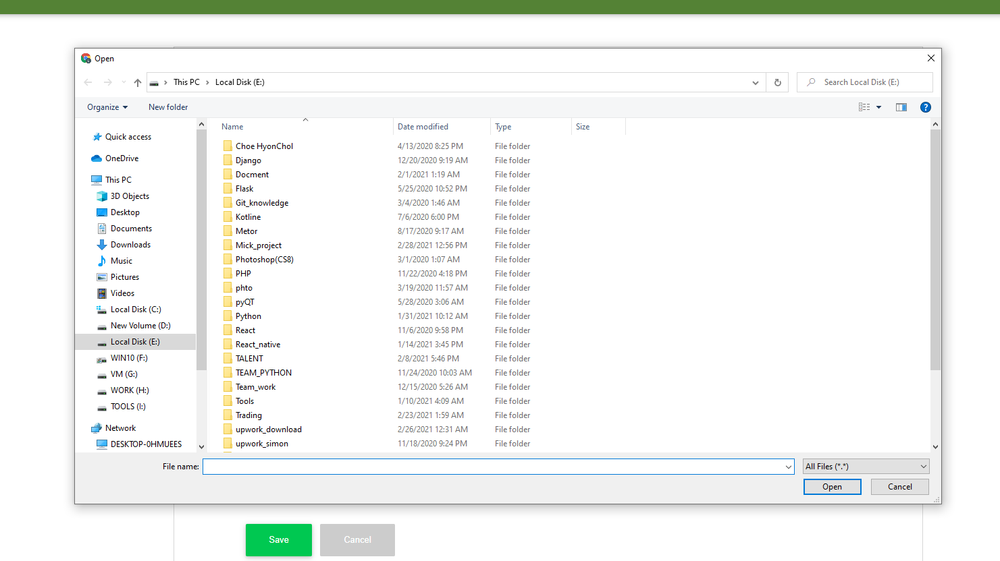 Open
This PC › Local Disk (E:)
Search Local Disk (E:)
Organize
New folder
?
Quick access
OneDrive
This PC
3D Objects
Desktop
Documents
Downloads
Music
Pictures
Videos
Local Disk (C:)
New Volume (D:)
Local Disk (E:)
WIN10 (F:)
VM (G:)
WORK (H:)
TOOLS (I:)
Network
DESKTOP-0HMUEES
Name Date modified Type Size
Choe HyonChol 4/13/2020 8:25 PM File folder
Django 12/20/2020 9:19 AM File folder
Docment 2/1/2021 1:19 AM File folder
Flask 5/25/2020 10:52 PM File folder
Git_knowledge 3/4/2020 1:46 AM File folder
Kotline 7/6/2020 6:00 PM File folder
Metor 8/17/2020 9:17 AM File folder
Mick_project 2/28/2021 12:56 PM File folder
Photoshop(CS8) 3/1/2020 1:07 AM File folder
PHP 11/22/2020 4:18 PM File folder
phto 3/19/2020 11:57 AM File folder
pyQT 5/28/2020 3:06 AM File folder
Python 1/31/2021 10:12 AM File folder
React 11/6/2020 9:58 PM File folder
React_native 1/14/2021 3:45 PM File folder
TALENT 2/8/2021 5:46 PM File folder
TEAM_PYTHON 11/24/2020 10:03 AM File folder
Team_work 12/15/2020 5:26 AM File folder
Tools 1/10/2021 4:09 AM File folder
Trading 2/23/2021 1:59 AM File folder
upwork_download 2/26/2021 12:31 AM File folder
upwork_simon 11/18/2020 9:24 PM File folder
File name:
All Files (*.*)
Open
Cancel
Save
Cancel